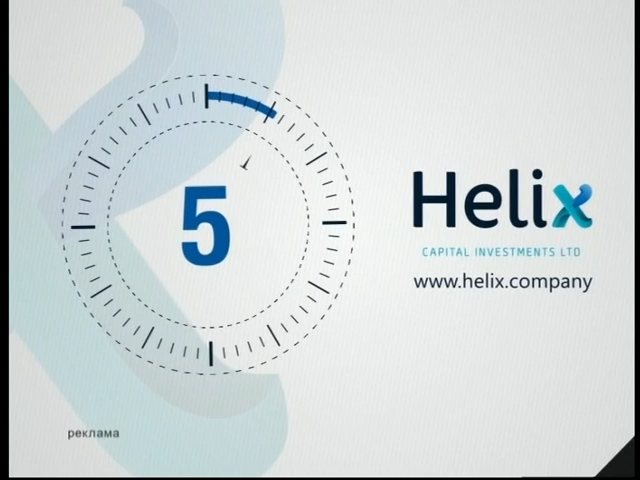 5
Helix
CAPITAL INVESTMENTS LTD
www.helix.company
реклама